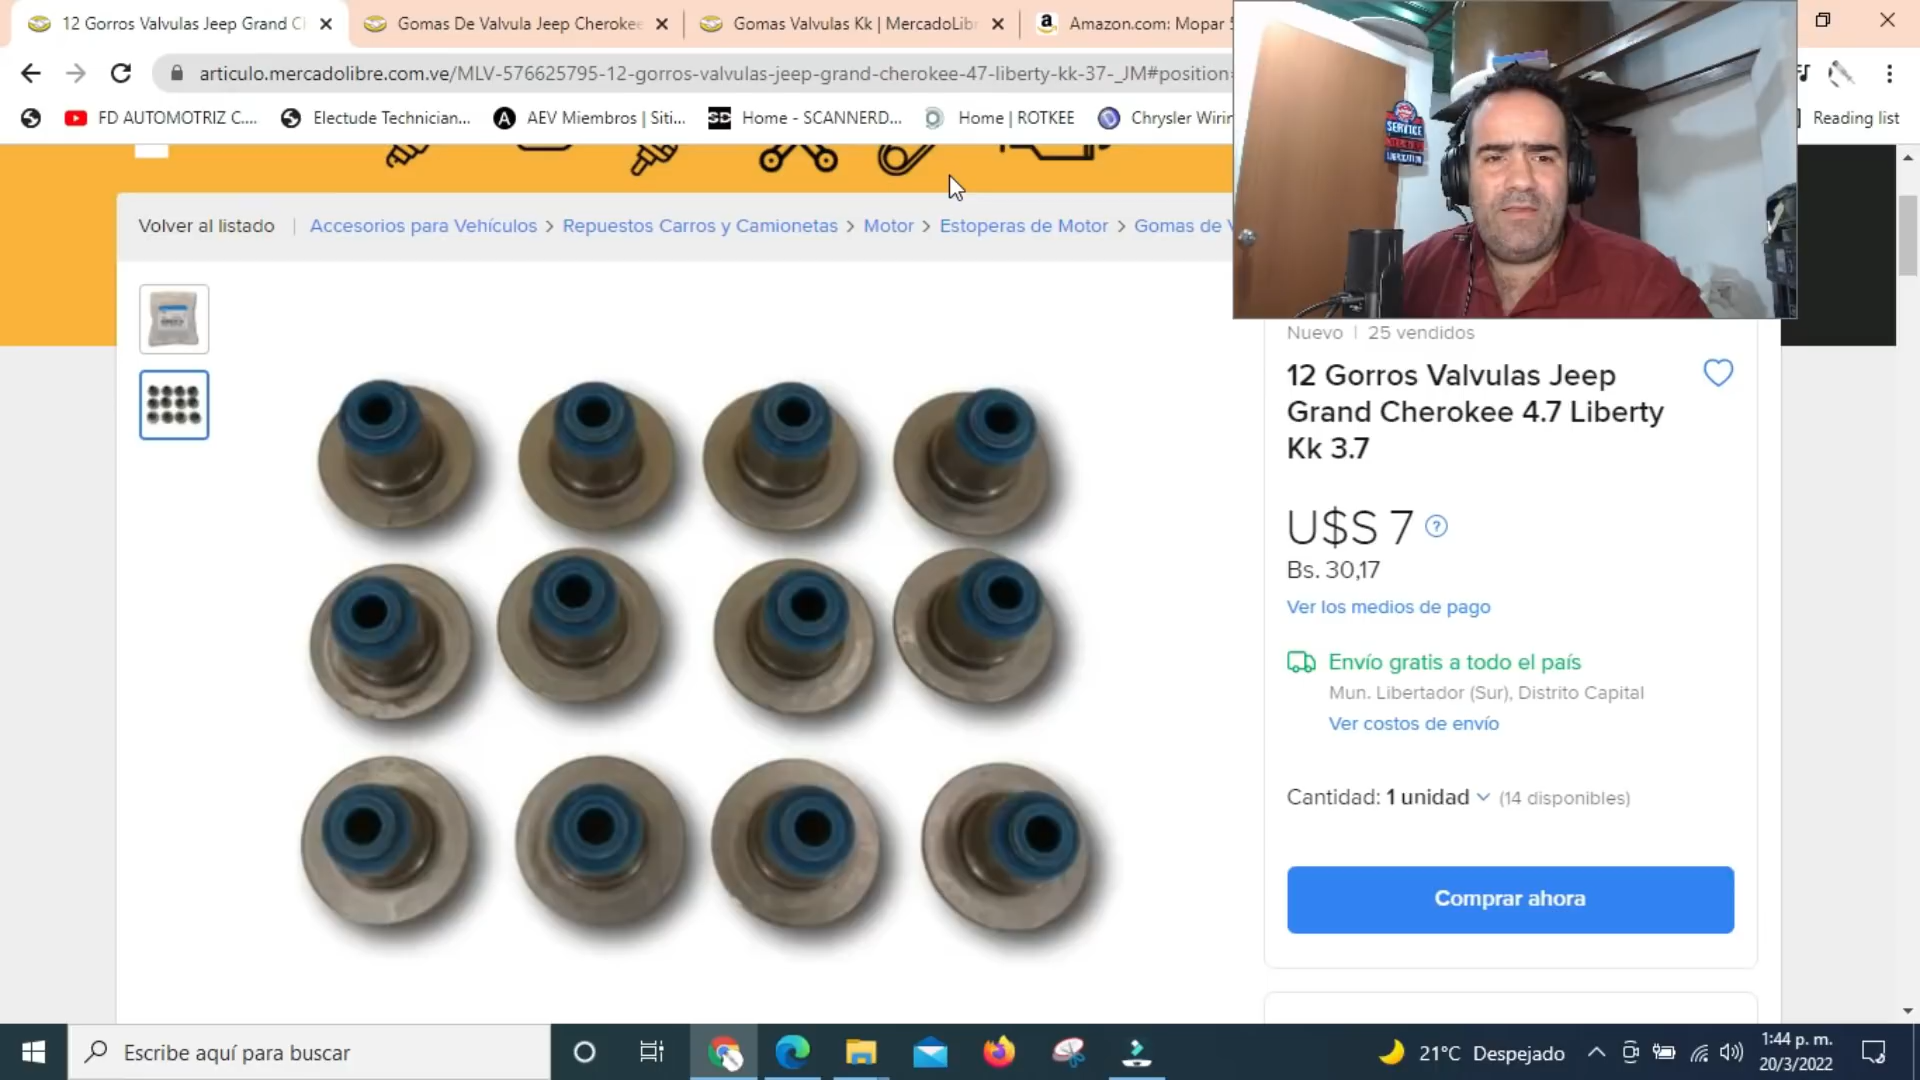 12 Gorros Valvulas Jeep Grand C
Gomas De Valvula Jeep Cherokee
Gomas Valvulas Kk | MercadoLib
Amazon.com: Mopar 5
articulo.mercadolibre.com.ve/MLV-576625795-12-gorros-valvulas-jeep-grand-cherokee-47-liberty-kk-37-_JM#position=
FD AUTOMOTRIZ C....
Electude Technician...
AEV Miembros | Siti...
SD Home - SCANNERD...
Home | ROTKEE
Chrysler Wirin
Reading list
SERVICE
Volver al listado
Accesorios para Vehículos > Repuestos Carros y Camionetas > Motor > Estoperas de Motor > Gomas de V
Nuevo | 25 vendidos
12 Gorros Valvulas Jeep
Grand Cherokee 4.7 Liberty
Kk 3.7
U$S 7
Bs. 30,17
Ver los medios de pago
Envío gratis a todo el país
Mun. Libertador (Sur), Distrito Capital
Ver costos de envío
Cantidad: 1 unidad (14 disponibles)
Comprar ahora
Escribe aquí para buscar
21°C Despejado
1:44 p. m.
20/3/2022